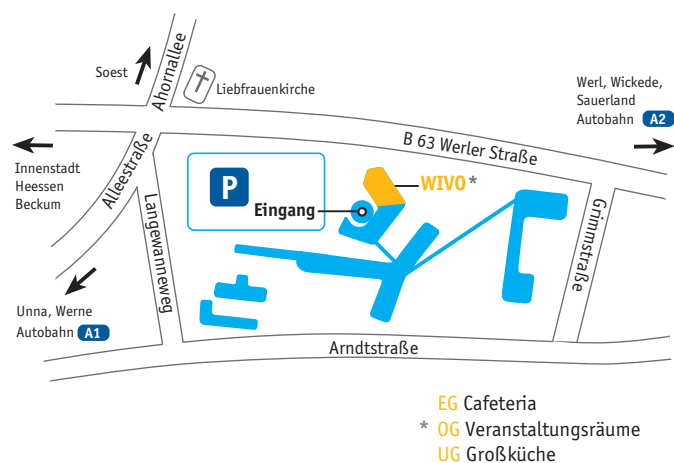 Soest
Ahornallee
Liebfrauenkirche
Werl, Wickede,
Sauerland
Autobahn A2
B 63 Werler Straße
Innenstadt
Heessen
Beckum
Alleestraße
Langewanneweg
P
Eingang
WIVO *
Grimmstraße
Unna, Werne
Autobahn A1
Arndtstraße
EG Cafeteria
* OG Veranstaltungsräume
UG Großküche